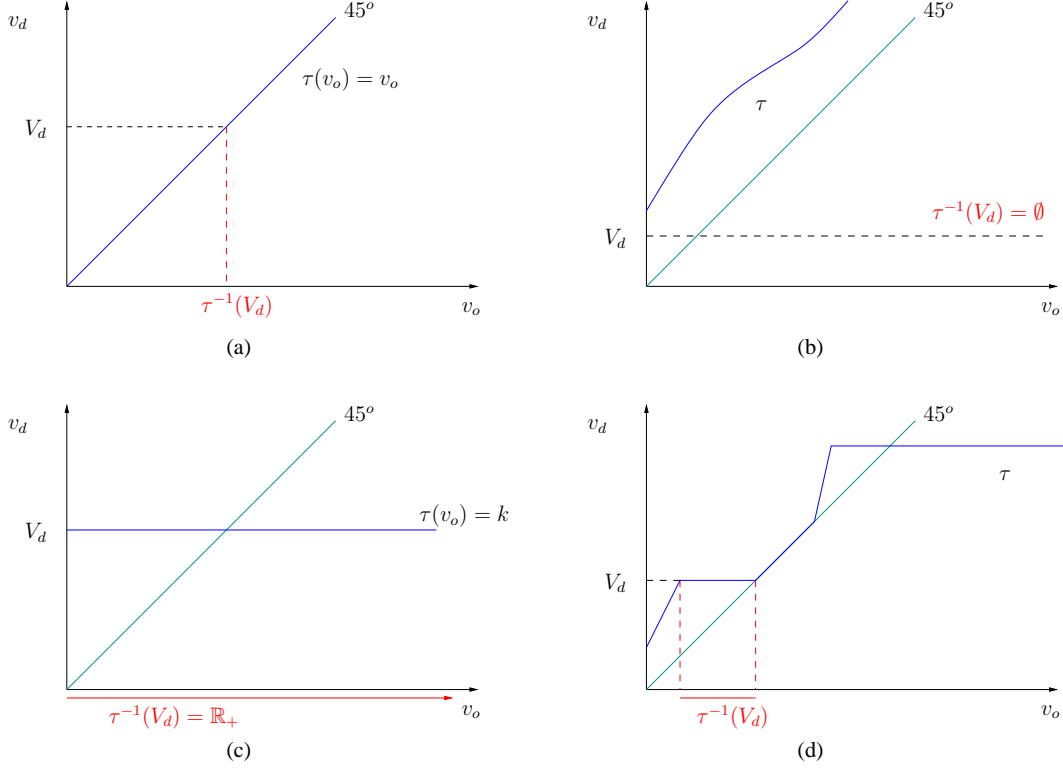 v_d
45^o
τ(v_o) = v_o
V_d
τ^{-1}(V_d)
v_o
(a)
v_d
45^o
τ
τ^{-1}(V_d) = ∅
V_d
v_o
(b)
v_d
45^o
τ(v_o) = k
V_d
τ^{-1}(V_d) = ℝ_+
v_o
(c)
v_d
45^o
τ
V_d
τ^{-1}(V_d)
v_o
(d)